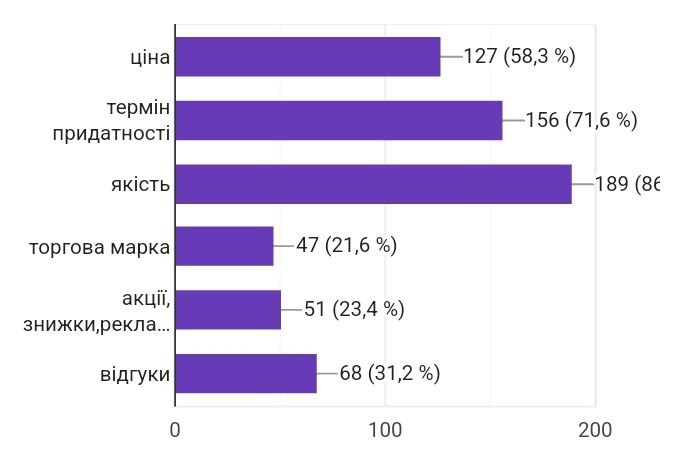 ціна
127 (58,3 %)
термін
придатності
156 (71,6 %)
якість
189 (86
торгова марка
47 (21,6 %)
акції,
знижки,рекла...
51 (23,4 %)
відгуки
68 (31,2 %)
0
100
200